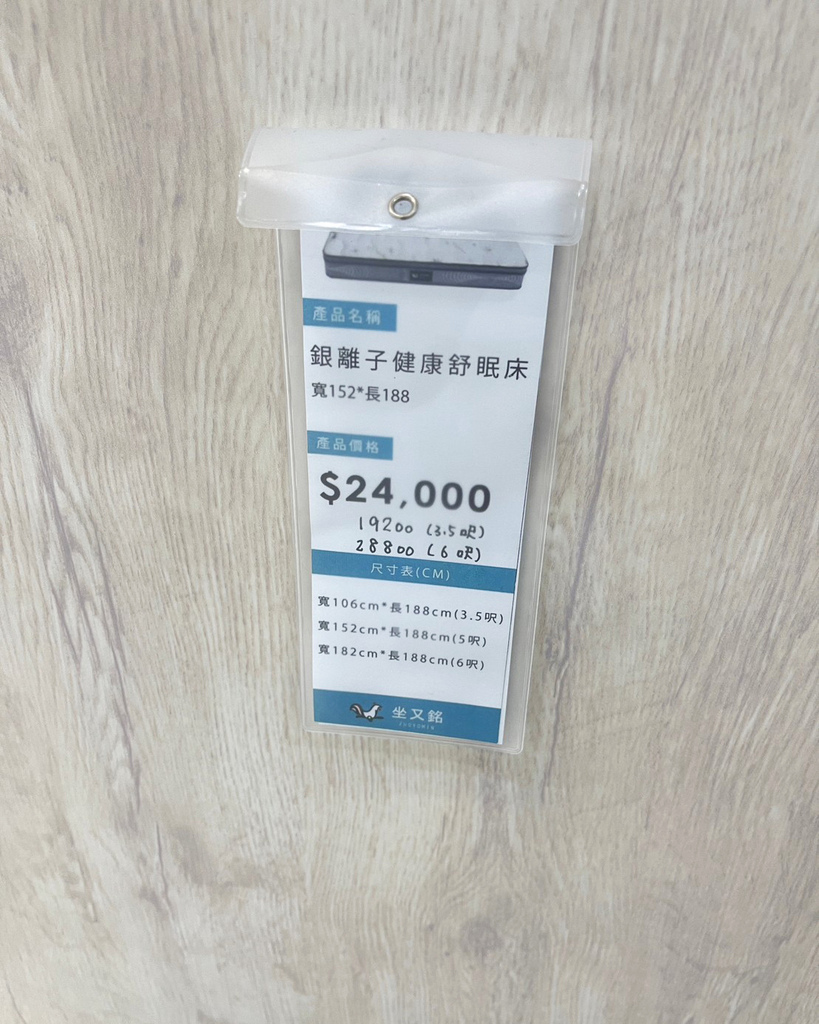 產品名稱
銀離子健康舒眠床
寬152*長188
產品價格
$24,000
19200 (3.5呎)
28800 (6呎)
尺寸表(CM)
寬106cm*長188cm(3.5呎)
寬152cm*長188cm(5呎)
寬182cm*長188cm(6呎)
坐又銘